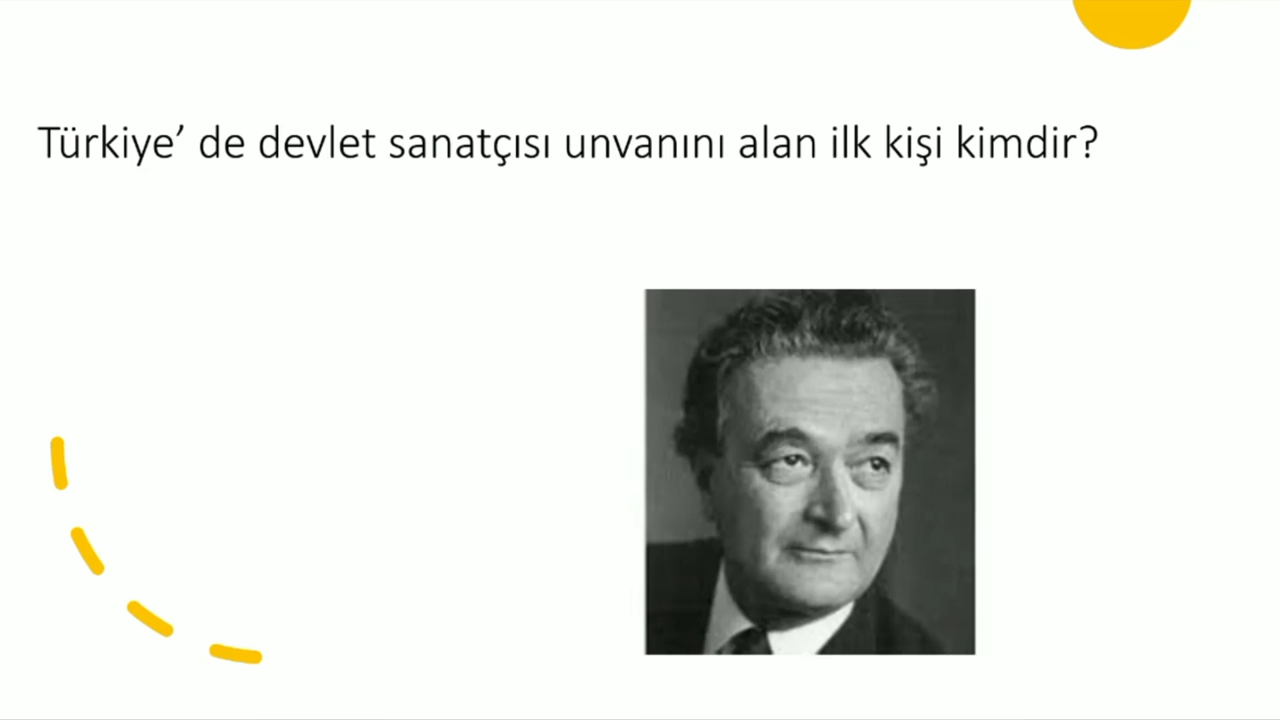 Türkiye’ de devlet sanatçısı unvanını alan ilk kişi kimdir?